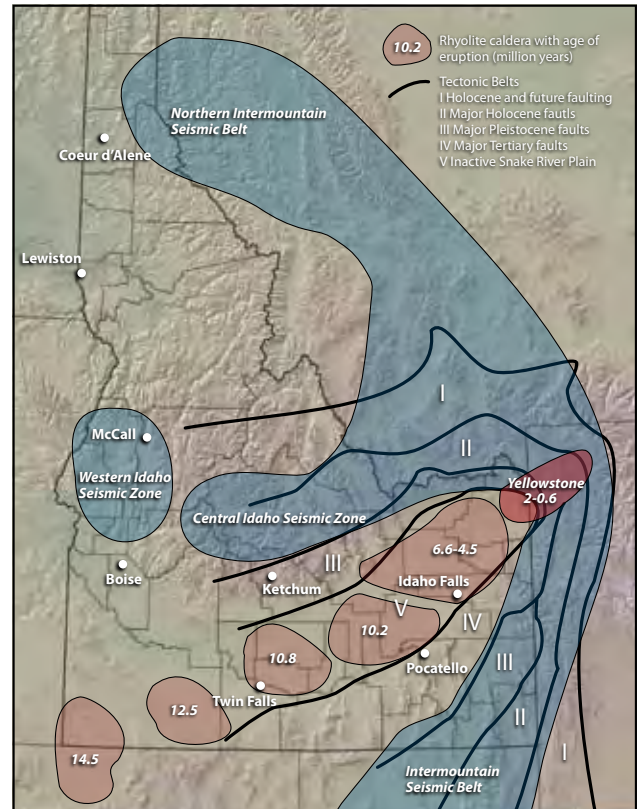 10.2
Rhyolite caldera with age of
eruption (million years)
Tectonic Belts
I Holocene and future faulting
II Major Holocene fautls
III Major Pleistocene faults
IV Major Tertiary faults
V Inactive Snake River Plain
Northern Intermountain
Seismic Belt
Coeur d'Alene
Lewiston
I
McCall
II
Western Idaho
Seismic Zone
Yellowstone
2-0.6
Central Idaho Seismic Zone
6.6-4.5
III
Boise
Ketchum
Idaho Falls
V
IV
10.2
III
Pocatello
10.8
Twin Falls
12.5
II
14.5
I
Intermountain
Seismic Belt